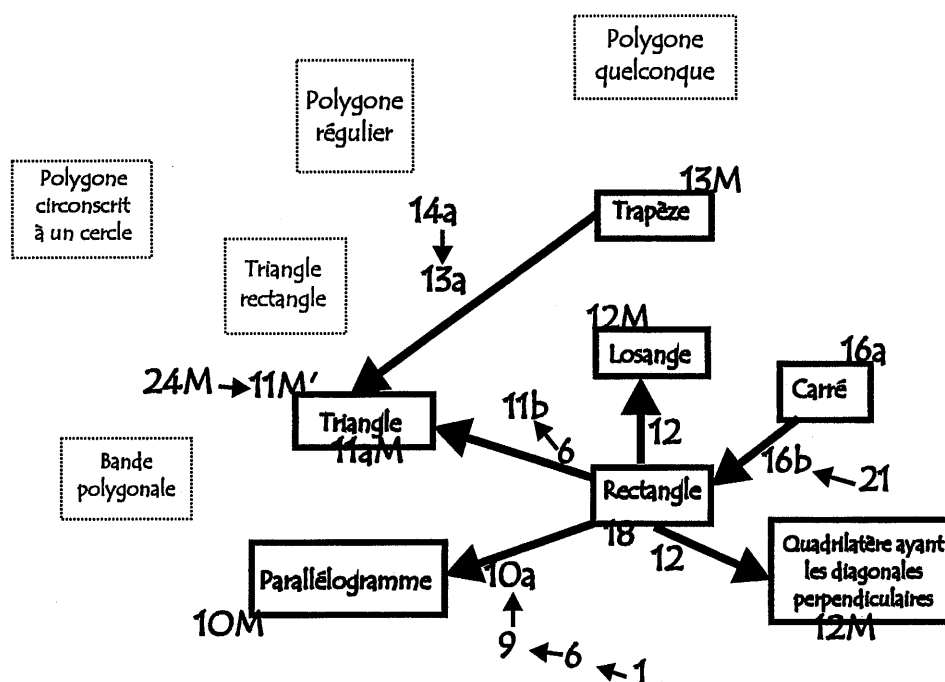 Polygone
quelconque
Polygone
régulier
Polygone
circonscrit
à un cercle
13M
Trapèze
14a
13a
Triangle
rectangle
12M
Losange
16a
Carré
24M
11M'
Triangle
11aM
11b
6
12
16b
21
Bande
polygonale
Rectangle
18
12
Quadrilatère ayant
les diagonales
perpendiculaires
12M
Parallélogramme
10M
10a
9
6
1